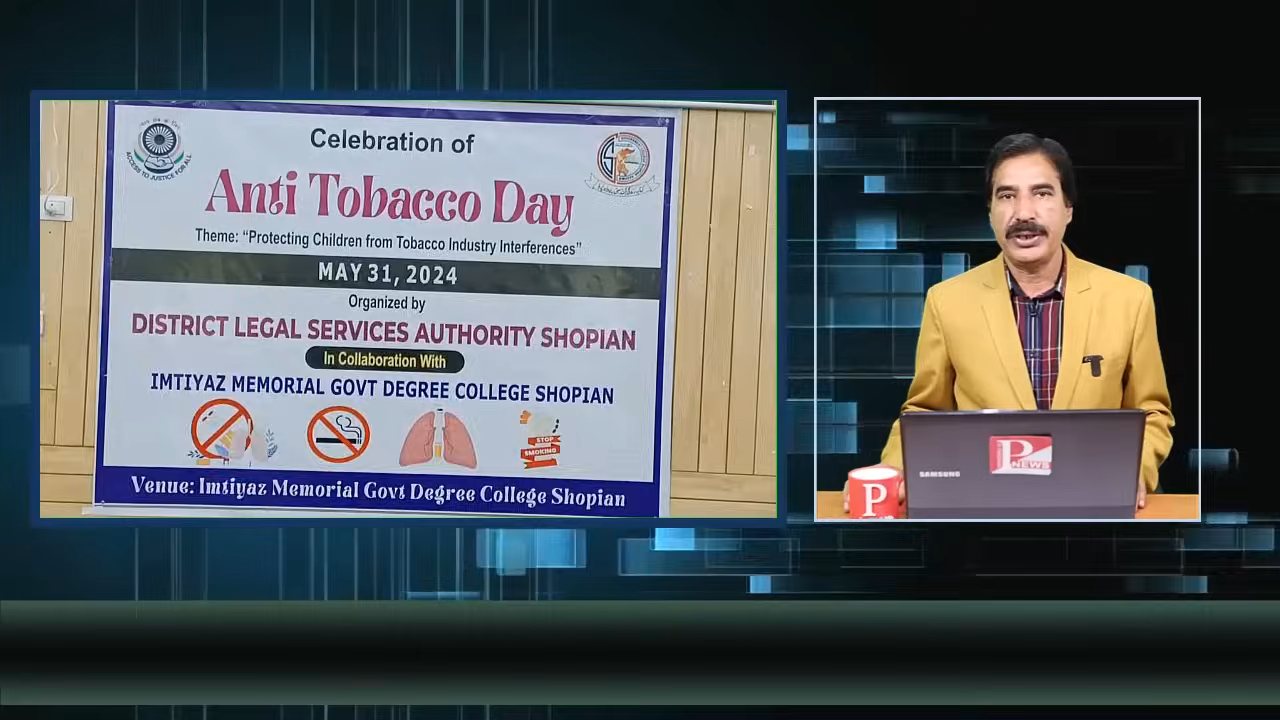 Celebration of
Anti Tobacco Day
Theme: “Protecting Children from Tobacco Industry Interferences”
MAY 31, 2024
Organized by
DISTRICT LEGAL SERVICES AUTHORITY SHOPIAN
In Collaboration With
IMTIYAZ MEMORIAL GOVT DEGREE COLLEGE SHOPIAN
STOP
SMOKING
Venue: Imtiyaz Memorial Govt Degree College Shopian
ACCESS TO JUSTICE FOR ALL
P
NEWS
SAMSUNG
P